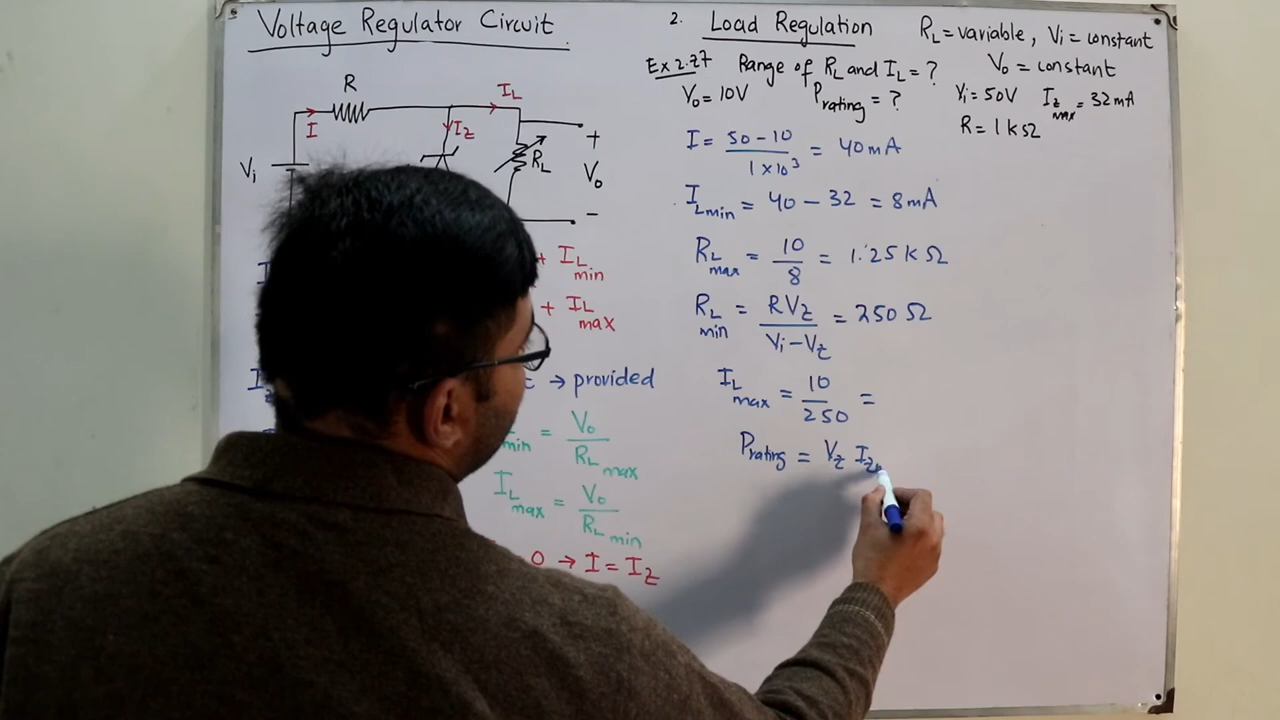 Voltage Regulator Circuit
R
I
I_L
I_Z
V_i
R_L
+
V_o
-
+ I_L min
+ I_L max
→ provided
min = V_o / R_L max
I_L max = V_o / R_L min
0 → I = I_Z
2. Load Regulation R_L = variable, V_i = constant
V_o = constant
Ex 2.27 Range of R_L and I_L = ?
V_o = 10V P_rating = ? V_i = 50V I_Z max = 32 mA
R = 1 k Ω
I = 50 - 10 / 1 × 10^3 = 40 mA
I_L min = 40 - 32 = 8 mA
R_L max = 10 / 8 = 1.25 k Ω
R_L min = R V_Z / V_i - V_Z = 250 Ω
I_L max = 10 / 250 =
P_rating = V_Z I_Z